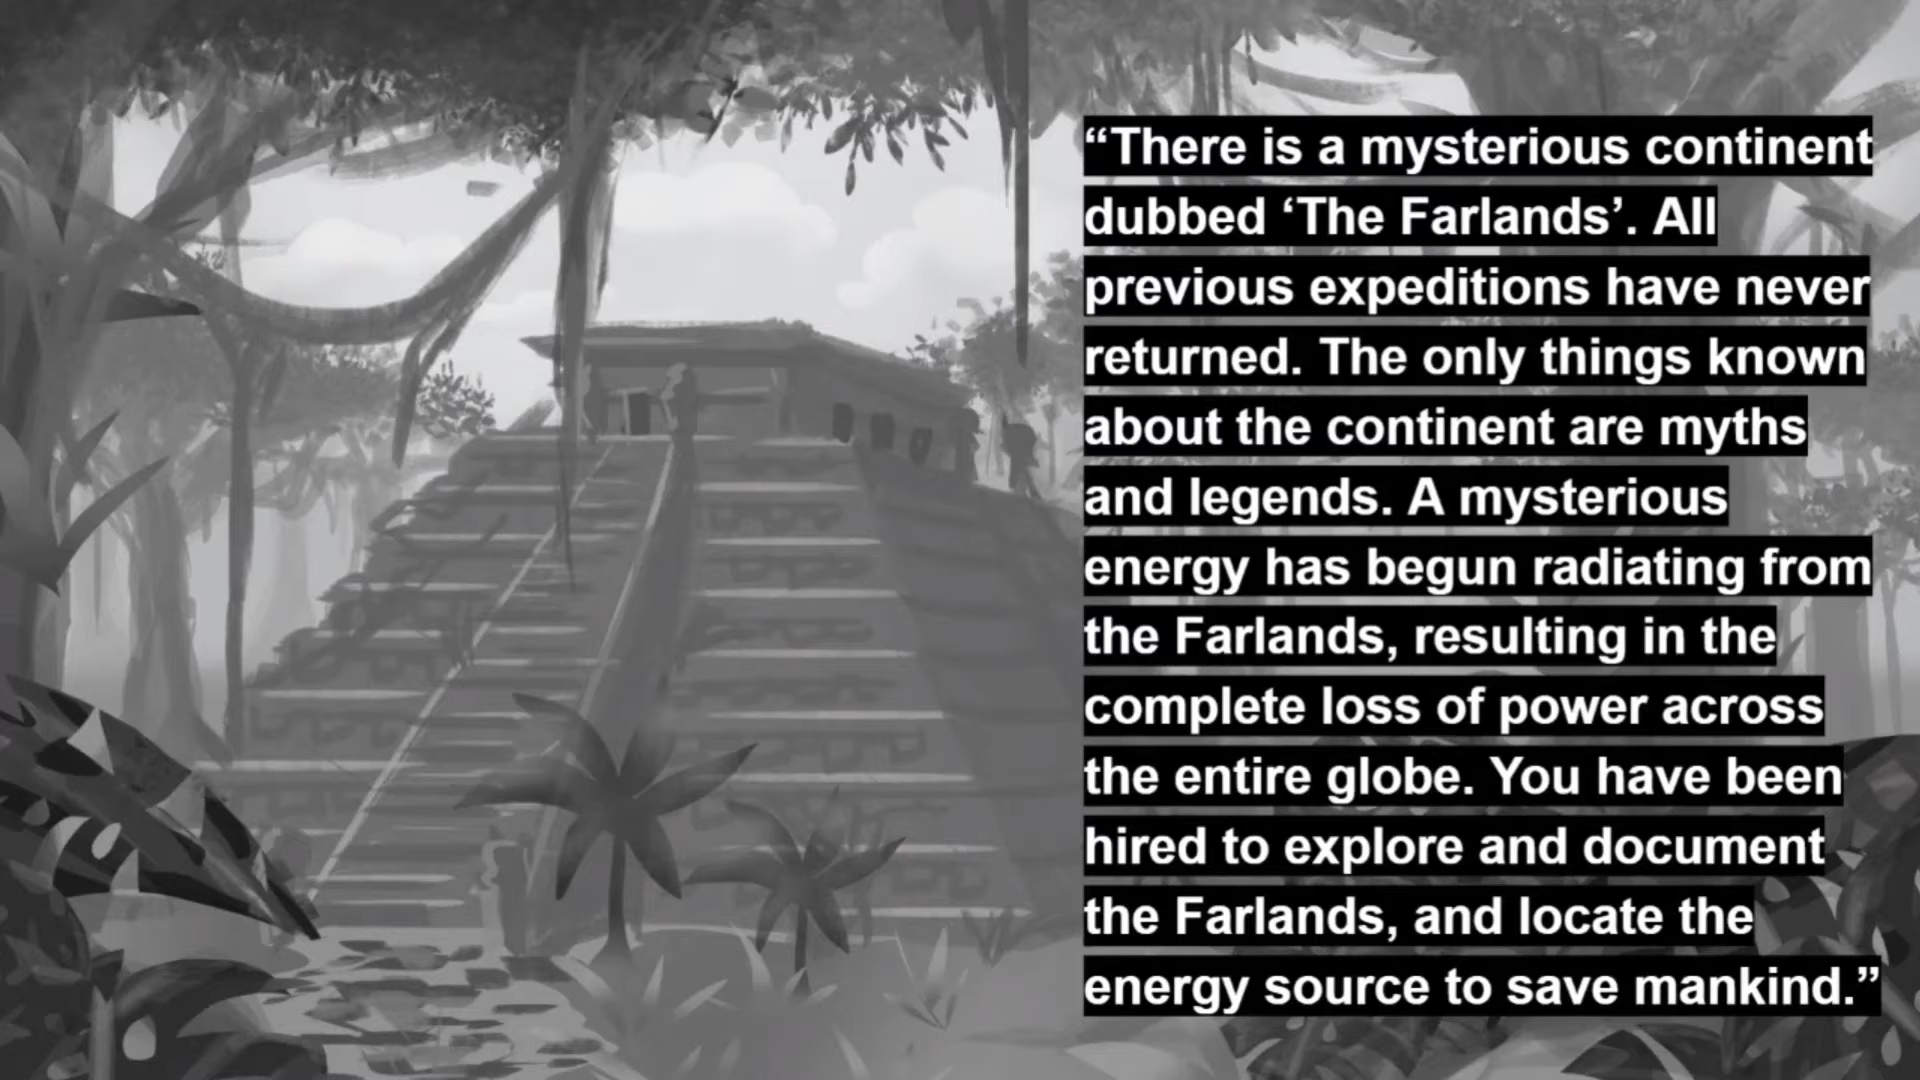 “There is a mysterious continent
dubbed ‘The Farlands’. All
previous expeditions have never
returned. The only things known
about the continent are myths
and legends. A mysterious
energy has begun radiating from
the Farlands, resulting in the
complete loss of power across
the entire globe. You have been
hired to explore and document
the Farlands, and locate the
energy source to save mankind.”